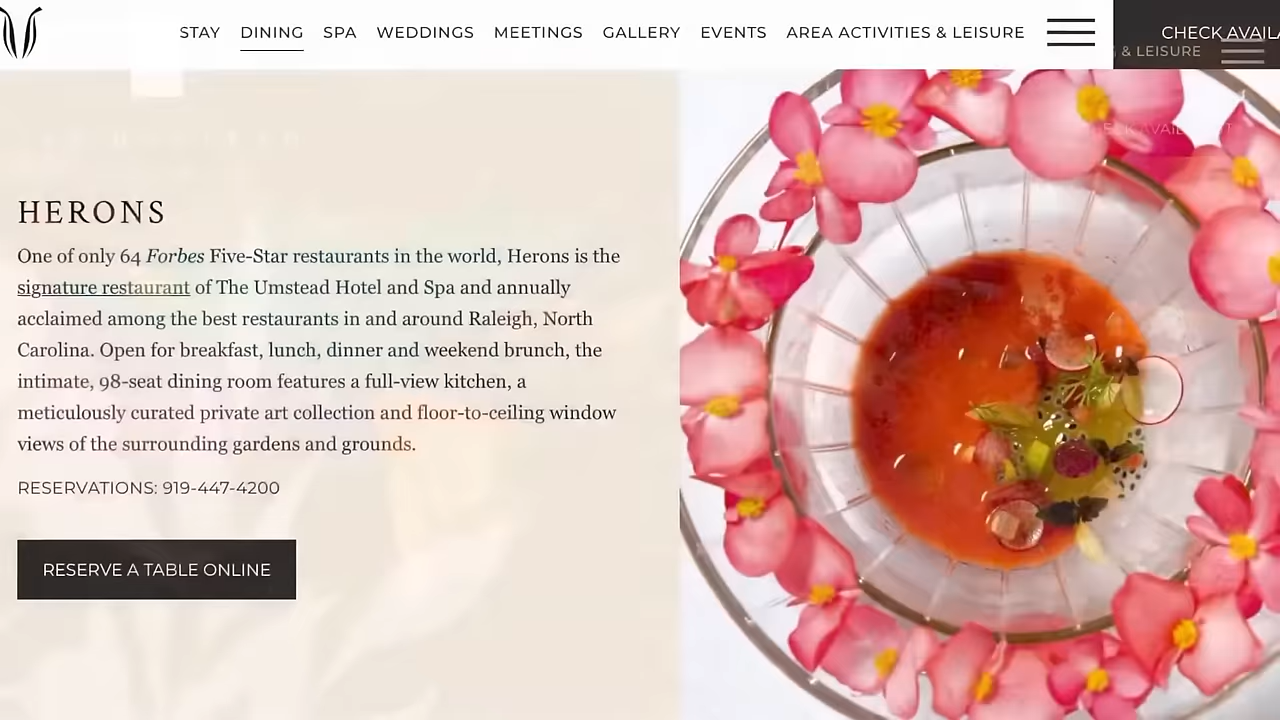 STAY DINING SPA WEDDINGS MEETINGS GALLERY EVENTS AREA ACTIVITIES & LEISURE CHECK
& LEISURE
HERONS
One of only 64 Forbes Five-Star restaurants in the world, Herons is the
signature restaurant of The Umstead Hotel and Spa and annually
acclaimed among the best restaurants in and around Raleigh, North
Carolina. Open for breakfast, lunch, dinner and weekend brunch, the
intimate, 98-seat dining room features a full-view kitchen, a
meticulously curated private art collection and floor-to-ceiling window
views of the surrounding gardens and grounds.
RESERVATIONS: 919-447-4200
RESERVE A TABLE ONLINE